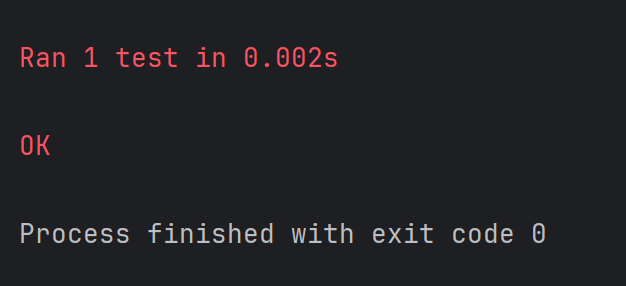 Ran 1 test in 0.002s
OK
Process finished with exit code 0